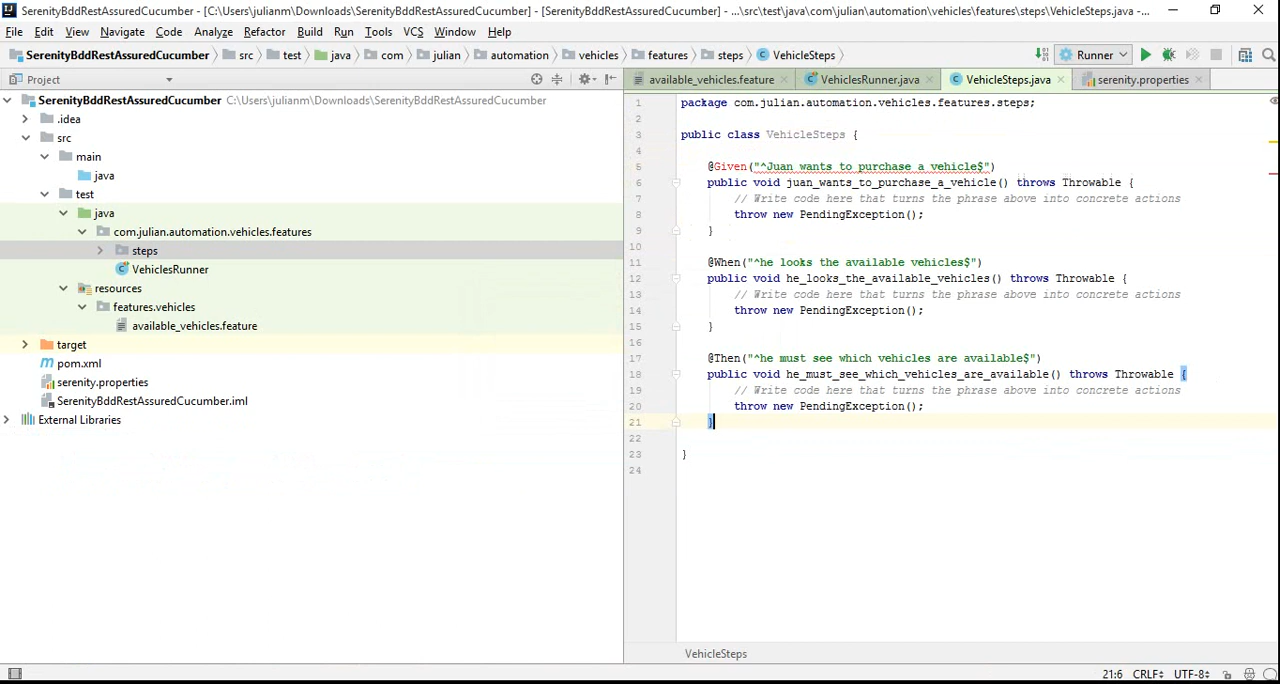 SerenityBddRestAssuredCucumber - [C:\Users\julianm\Downloads\SerenityBddRestAssuredCucumber] - [SerenityBddRestAssuredCucumber] - ...\src\test\java\com\julian\automation\vehicles\features\steps\VehicleSteps.java -...
File Edit View Navigate Code Analyze Refactor Build Run Tools VCS Window Help
SerenityBddRestAssuredCucumber src test java com julian automation vehicles features steps VehicleSteps Runner
Project
available_vehicles.feature VehiclesRunner.java VehicleSteps.java serenity.properties
SerenityBddRestAssuredCucumber C:\Users\julianm\Downloads\SerenityBddRestAssuredCucumber
.idea
src
main
java
test
java
com.julian.automation.vehicles.features
steps
VehiclesRunner
resources
features.vehicles
available_vehicles.feature
target
pom.xml
serenity.properties
SerenityBddRestAssuredCucumber.iml
External Libraries
1 package com.julian.automation.vehicles.features.steps;
2
3 public class VehicleSteps {
4
5 @Given("^Juan wants to purchase a vehicle$")
6 public void juan_wants_to_purchase_a_vehicle() throws Throwable {
7 // Write code here that turns the phrase above into concrete actions
8 throw new PendingException();
9 }
10
11 @When("^he looks the available vehicles$")
12 public void he_looks_the_available_vehicles() throws Throwable {
13 // Write code here that turns the phrase above into concrete actions
14 throw new PendingException();
15 }
16
17 @Then("^he must see which vehicles are available$")
18 public void he_must_see_which_vehicles_are_available() throws Throwable {
19 // Write code here that turns the phrase above into concrete actions
20 throw new PendingException();
21 }
22
23 }
24
VehicleSteps
21:6 CRLF UTF-8